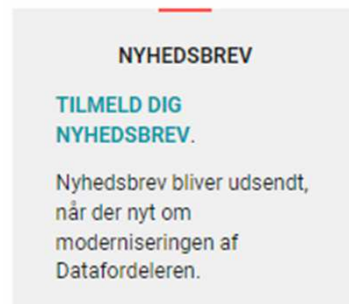 NYHEDSBREV
TILMELD DIG
NYHEDSBREV.
Nyhedsbrev bliver udsendt,
når der nyt om
moderniseringen af
Datafordeleren.